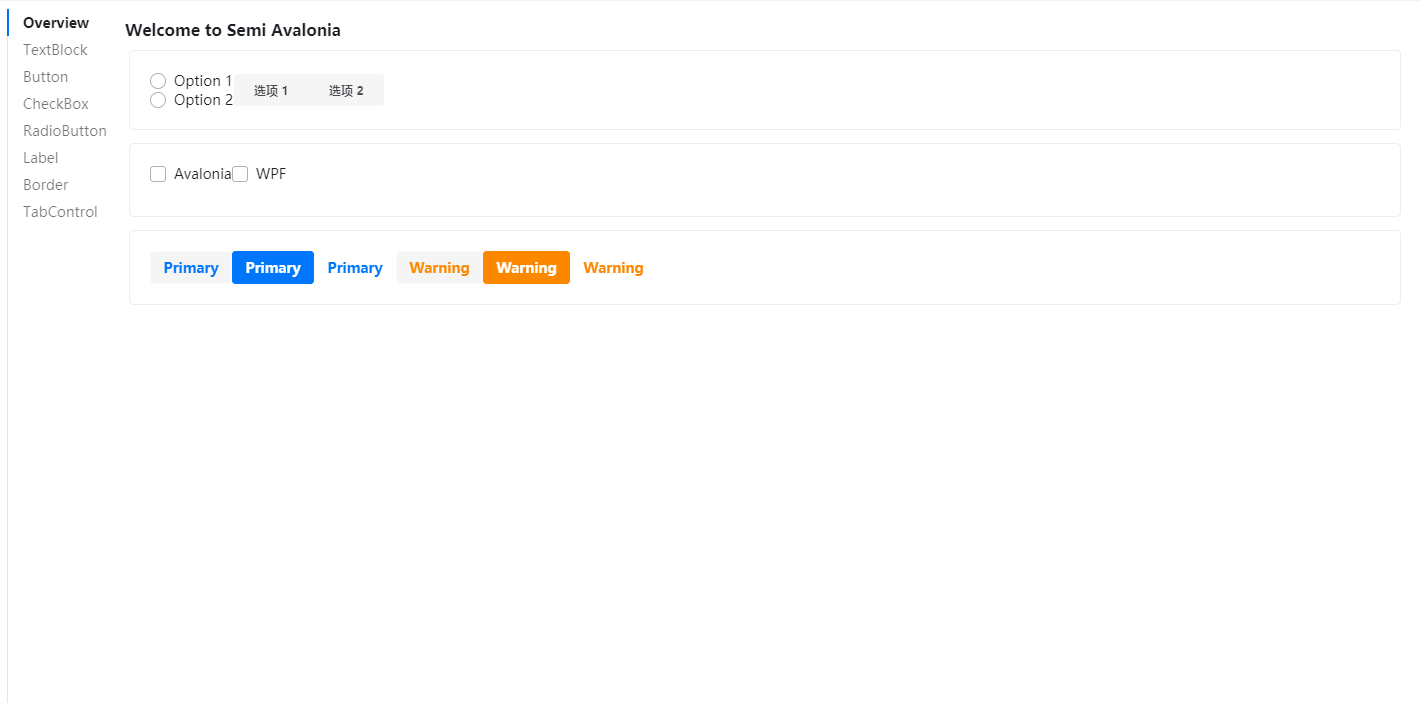 Overview
TextBlock
Button
CheckBox
RadioButton
Label
Border
TabControl
Welcome to Semi Avalonia
Option 1
Option 2
选项 1 选项 2
Avalonia WPF
Primary Primary Primary Warning Warning Warning